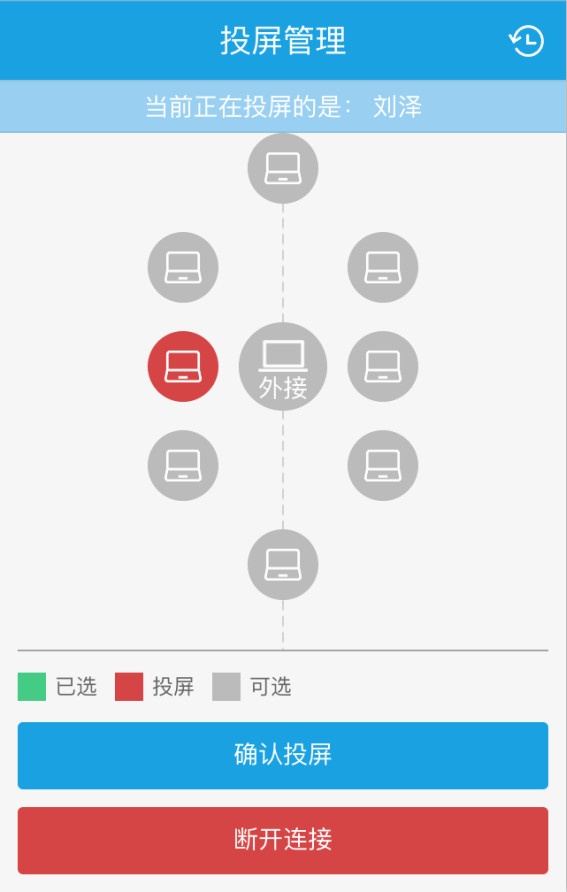 投屏管理
当前正在投屏的是： 刘泽
外接
已选 投屏 可选
确认投屏
断开连接